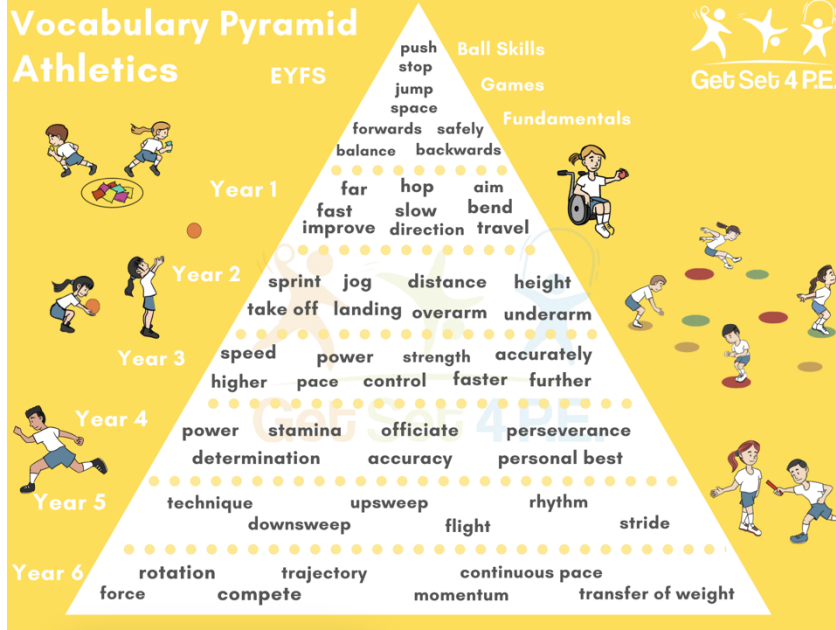 Vocabulary Pyramid
Athletics
EYFS
Ball Skills
Games
Fundamentals
Get Set 4 P.E.
push
stop
jump
space
forwards safely
balance backwards
Year 1
far hop aim
fast slow bend
improve direction travel
Year 2
sprint jog distance height
take off landing overarm underarm
Year 3
speed power strength accurately
higher pace control faster further
Get Set 4 P.E.
Year 4
power stamina officiate perseverance
determination accuracy personal best
Year 5
technique upsweep rhythm
downsweep flight stride
Year 6
rotation trajectory continuous pace
force compete momentum transfer of weight